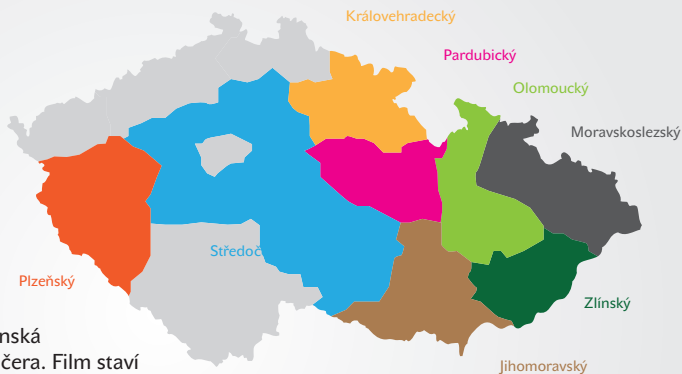 Královehradecký
Pardubický
Olomoucký
Moravskoslezský
Středoč
Plzeňský
Zlínský
nská
čera. Film staví
Jihomoravský